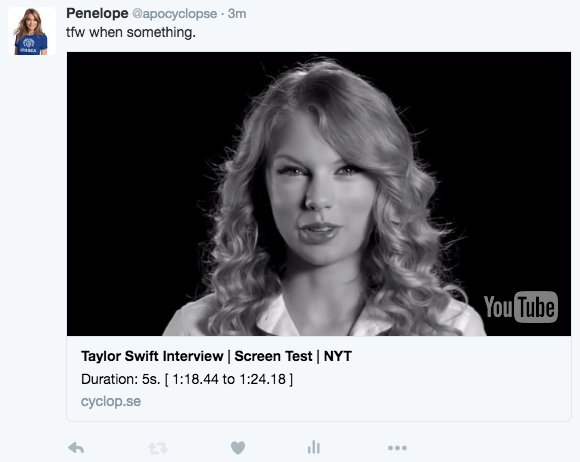 Penelope @apocyclopse · 3m
tfw when something.
YouTube
Taylor Swift Interview | Screen Test | NYT
Duration: 5s. [ 1:18.44 to 1:24.18 ]
cyclop.se